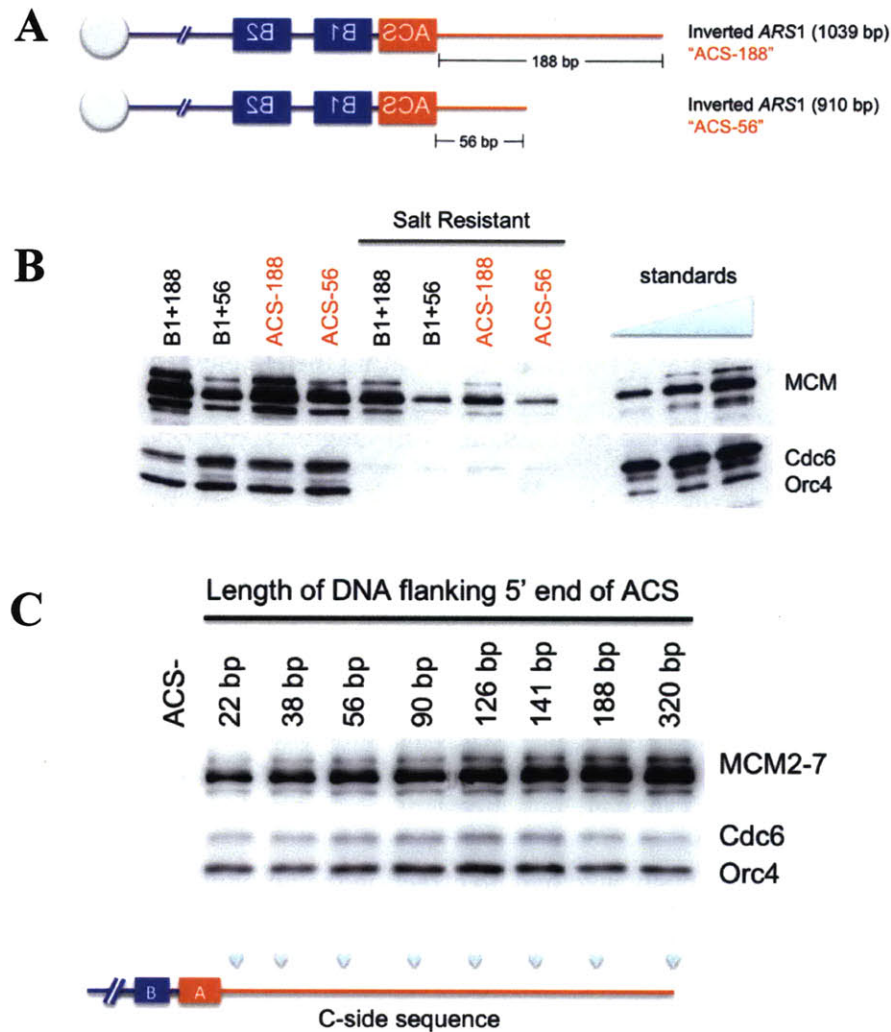 A
B2 B1 ACS
188 bp
Inverted ARS1 (1039 bp)
"ACS-188"
B2 B1 ACS
56 bp
Inverted ARS1 (910 bp)
"ACS-56"
B
Salt Resistant
standards
B1+188 B1+56 ACS-188 ACS-56 B1+188 B1+56 ACS-188 ACS-56
MCM
Cdc6
Orc4
C
Length of DNA flanking 5' end of ACS
ACS- 22 bp 38 bp 56 bp 90 bp 126 bp 141 bp 188 bp 320 bp
MCM2-7
Cdc6
Orc4
B A
C-side sequence